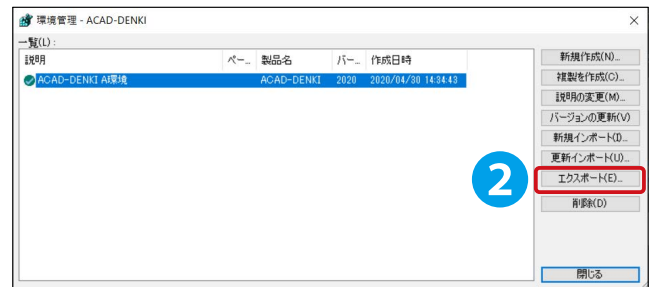 環境管理 - ACAD-DENKI
一覧(L):
説明 ペー... 製品名 バー... 作成日時
ACAD-DENKI A環境 ACAD-DENKI 2020 2020/04/30 14:34:43
新規作成(N)...
複製を作成(C)...
説明の変更(M)...
バージョンの更新(V)
新規インポート(I)...
更新インポート(U)...
2
エクスポート(E)...
削除(D)
閉じる